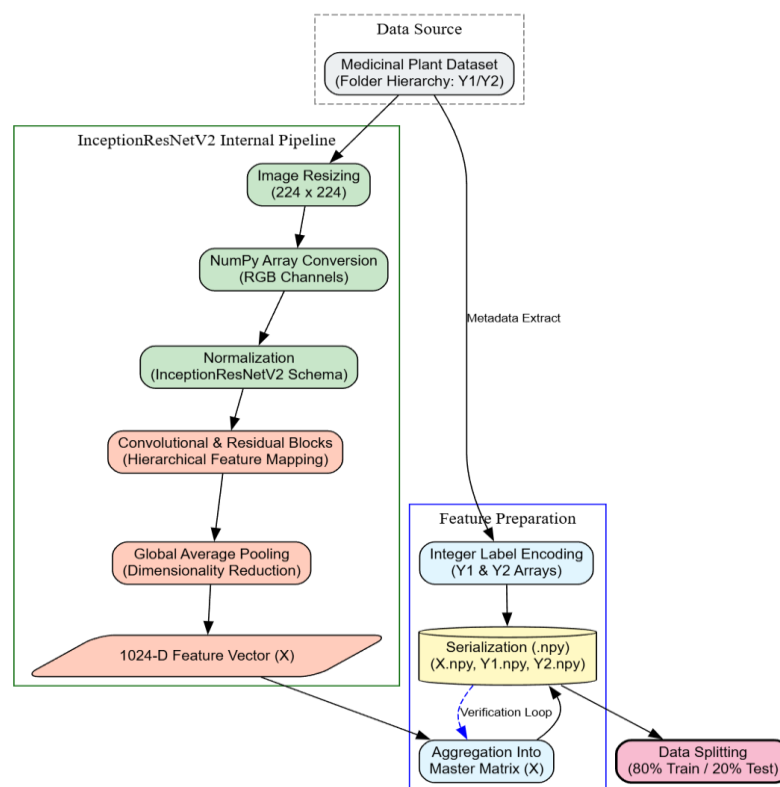 Data Source
Medicinal Plant Dataset
(Folder Hierarchy: Y1/Y2)
InceptionResNetV2 Internal Pipeline
Image Resizing
(224 x 224)
NumPy Array Conversion
(RGB Channels)
Metadata Extract
Normalization
(InceptionResNetV2 Schema)
Convolutional & Residual Blocks
(Hierarchical Feature Mapping)
Feature Preparation
Global Average Pooling
(Dimensionality Reduction)
Integer Label Encoding
(Y1 & Y2 Arrays)
1024-D Feature Vector (X)
Serialization (.npy)
(X.npy, Y1.npy, Y2.npy)
Verification Loop
Aggregation Into
Master Matrix (X)
Data Splitting
(80% Train / 20% Test)